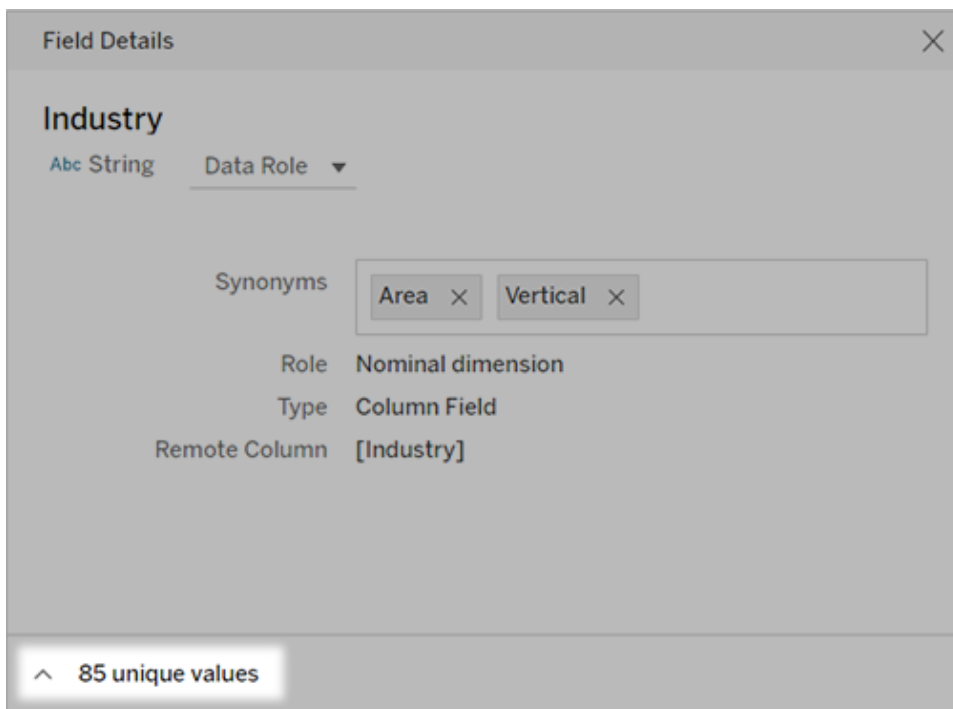 Field Details
Industry
Abc String Data Role
Synonyms Area Vertical
Role Nominal dimension
Type Column Field
Remote Column [Industry]
85 unique values